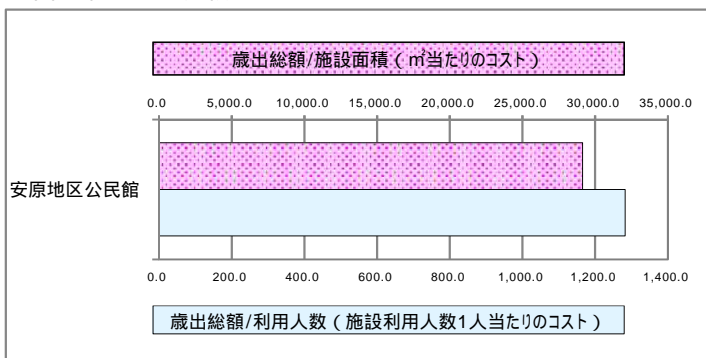 歳出総額/施設面積(㎡当たりのコスト)
0.0 5,000.0 10,000.0 15,000.0 20,000.0 25,000.0 30,000.0 35,000.0
安原地区公民館
0.0 200.0 400.0 600.0 800.0 1,000.0 1,200.0 1,400.0
歳出総額/利用人数(施設利用人数1人当たりのコスト)